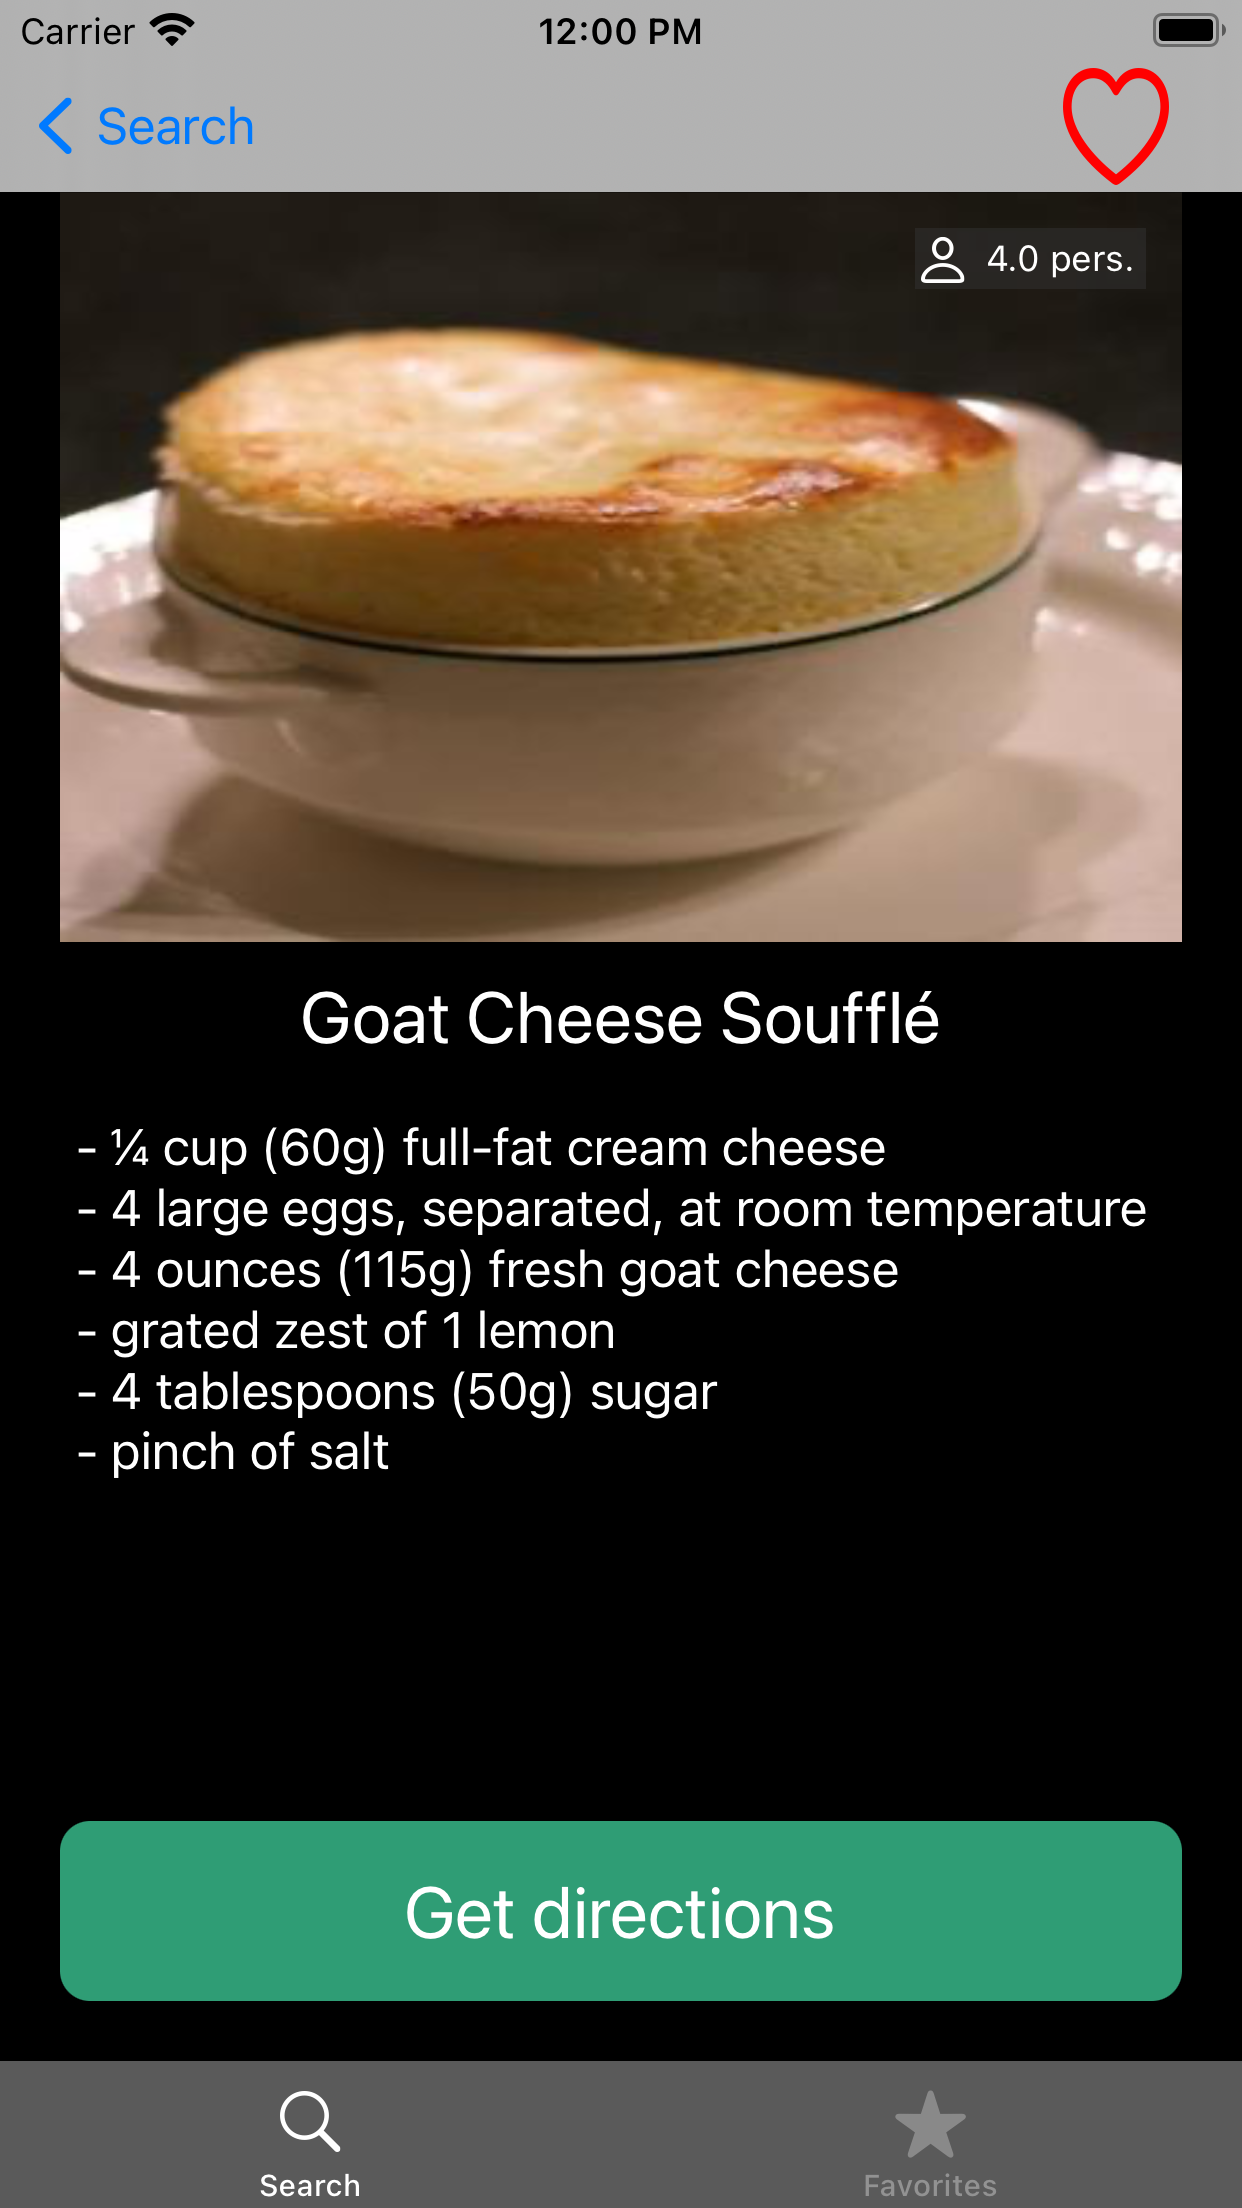 Carrier 12:00 PM
Search
4.0 pers.
Goat Cheese Soufflé
- ¼ cup (60g) full-fat cream cheese
- 4 large eggs, separated, at room temperature
- 4 ounces (115g) fresh goat cheese
- grated zest of 1 lemon
- 4 tablespoons (50g) sugar
- pinch of salt
Get directions
Search Favorites